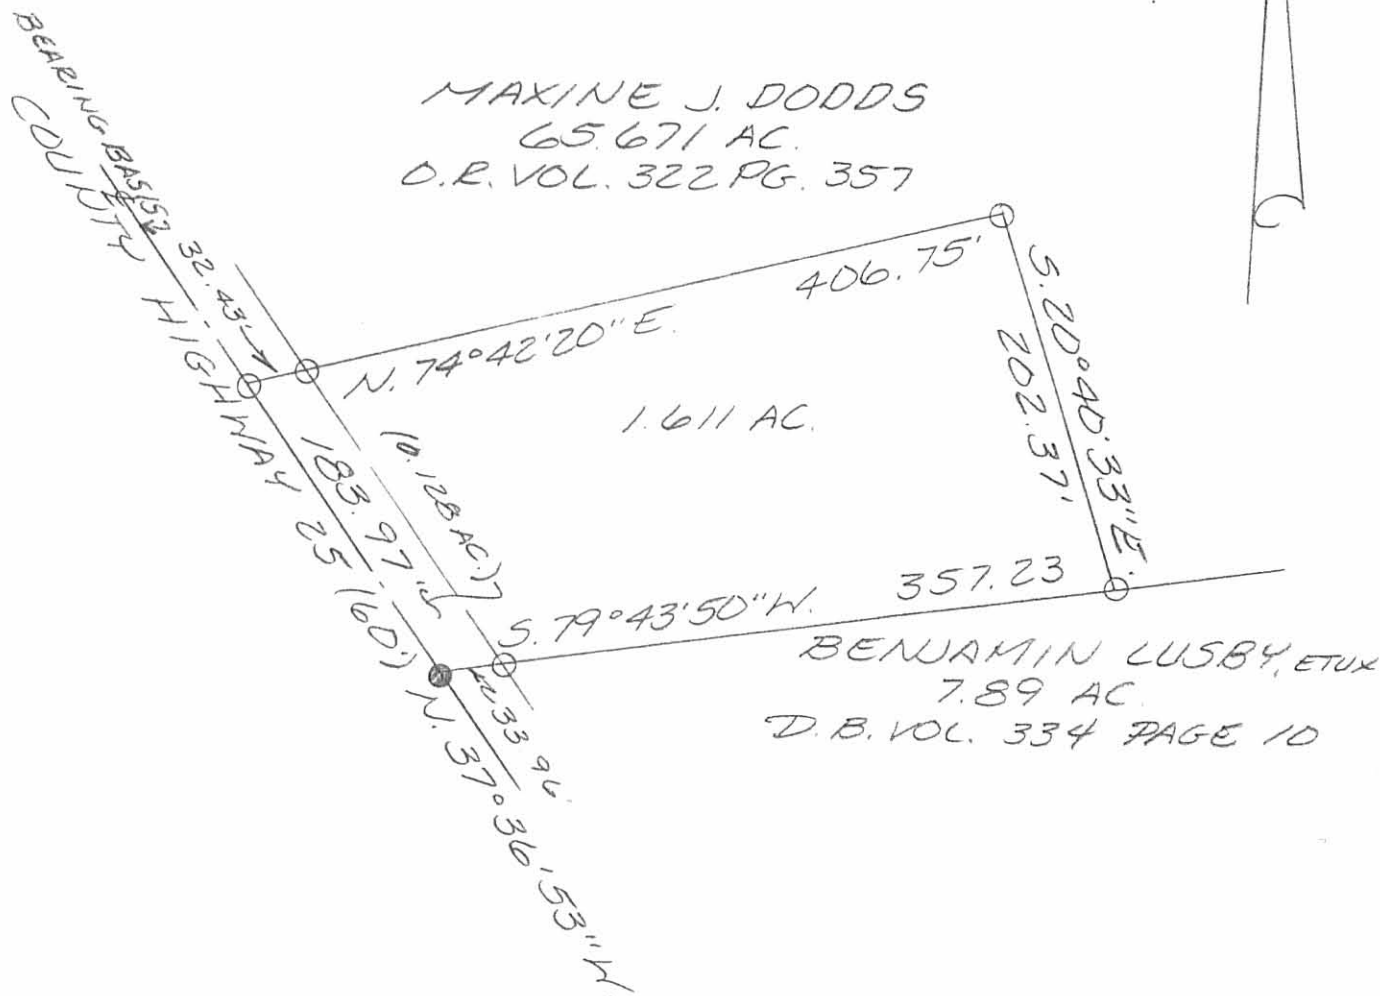 MAXINE J. DODDS
65.671 AC.
O.R. VOL. 322 PG. 357
BEARING BASIS
COUNTY HIGHWAY 25 (60')
32.43'
N. 74°42'20" E.
406.75'
S. 20°40'33" E.
202.37'
1.611 AC.
183.97'
(0.128 AC.)
S. 79°43'50" W.
357.23
33.96
N. 37°36'53" W
BENJAMIN LUSBY, ETUX
7.89 AC.
D.B. VOL. 334 PAGE 10